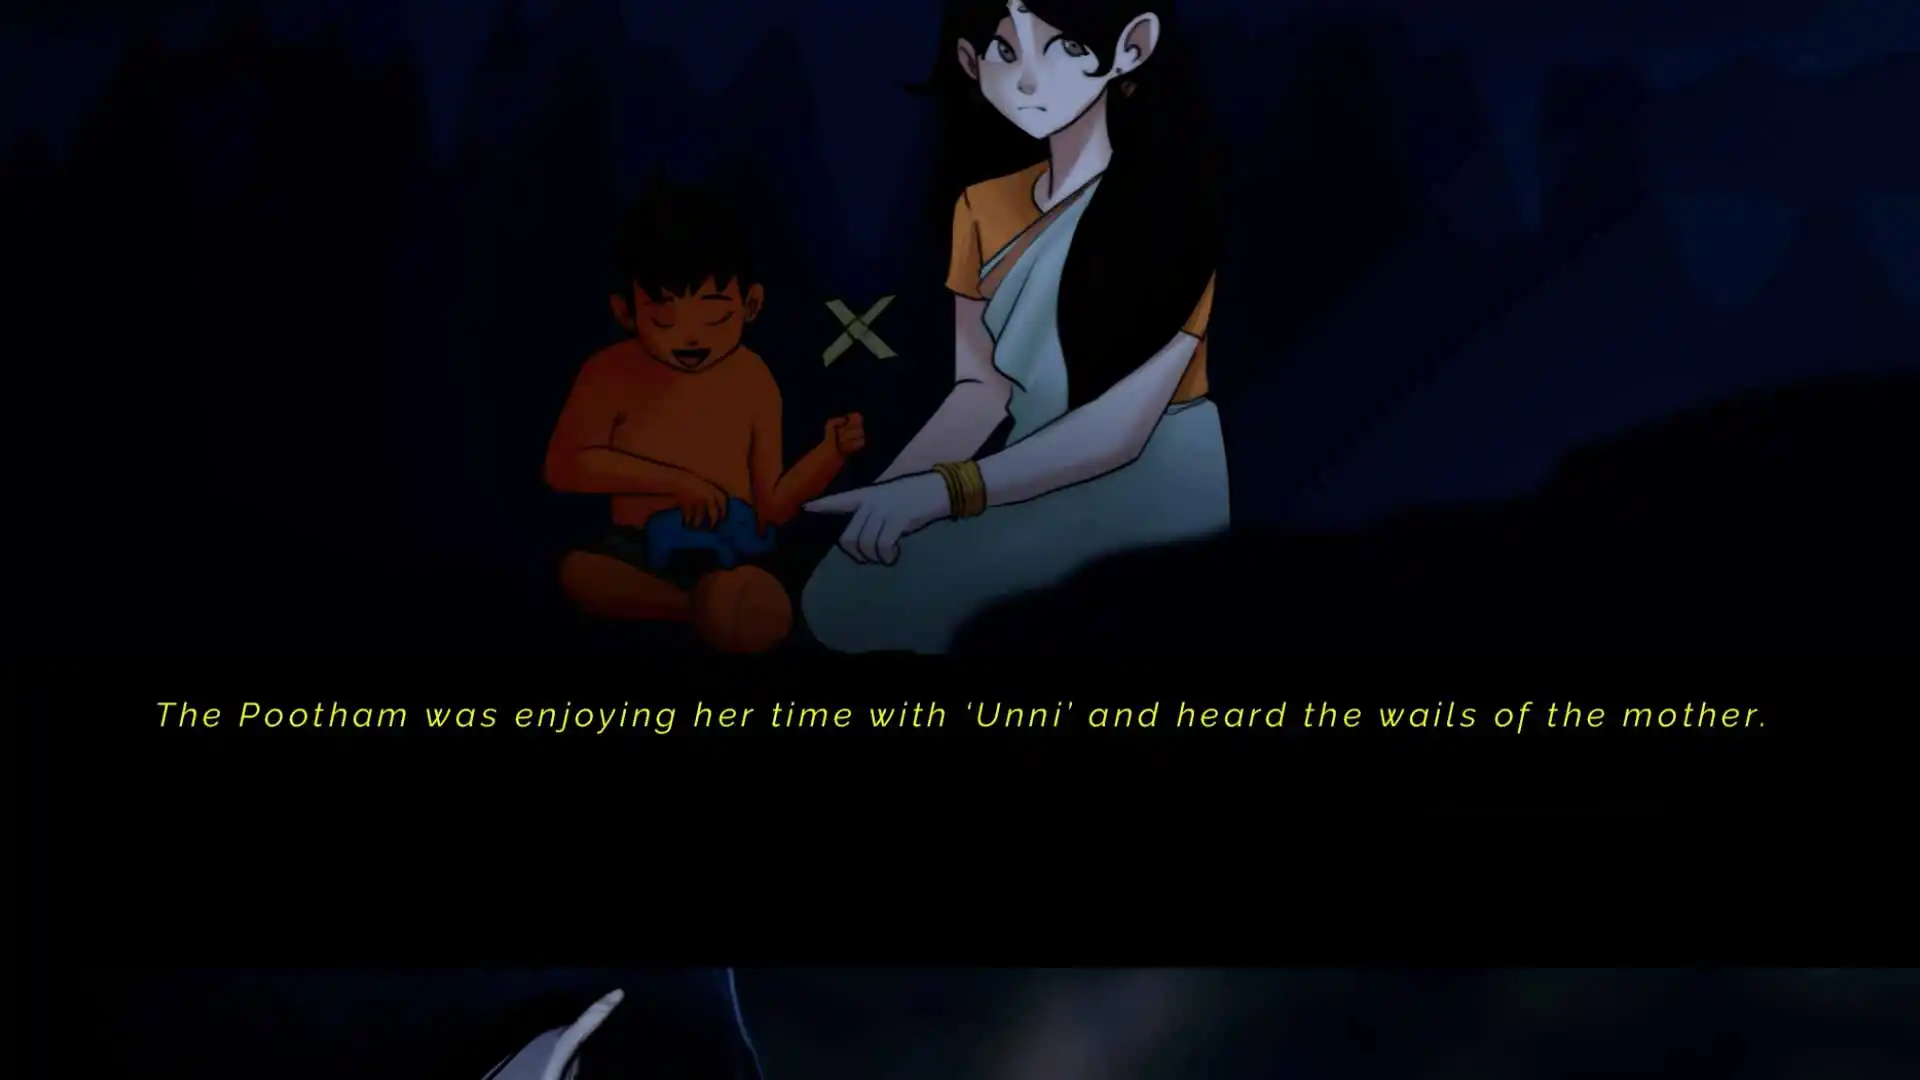 The Pootham was enjoying her time with ‘Unni’ and heard the wails of the mother.